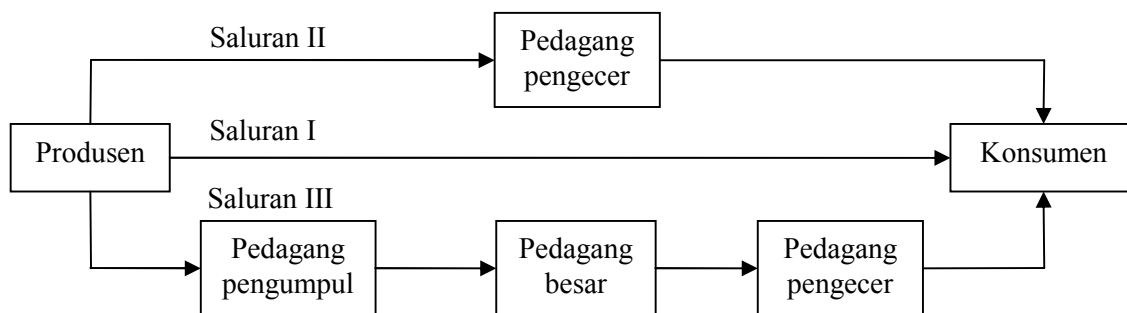 Saluran II
Pedagang
pengecer
Produsen
Saluran I
Konsumen
Saluran III
Pedagang
pengumpul
Pedagang
besar
Pedagang
pengecer